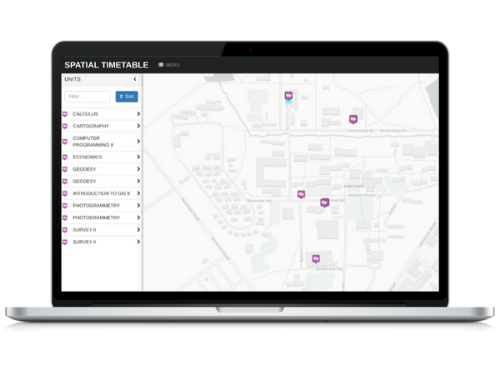 SPATIAL TIMETABLE MENU
UNITS
Filter Sort
CALCULUS
CARTOGRAPHY
COMPUTER
PROGRAMMING II
ECONOMICS
GEODESY
GEODESY
INTRODUCTION TO GIS II
PHOTOGRAMMETRY
PHOTOGRAMMETRY
SURVEY II
SURVEY II